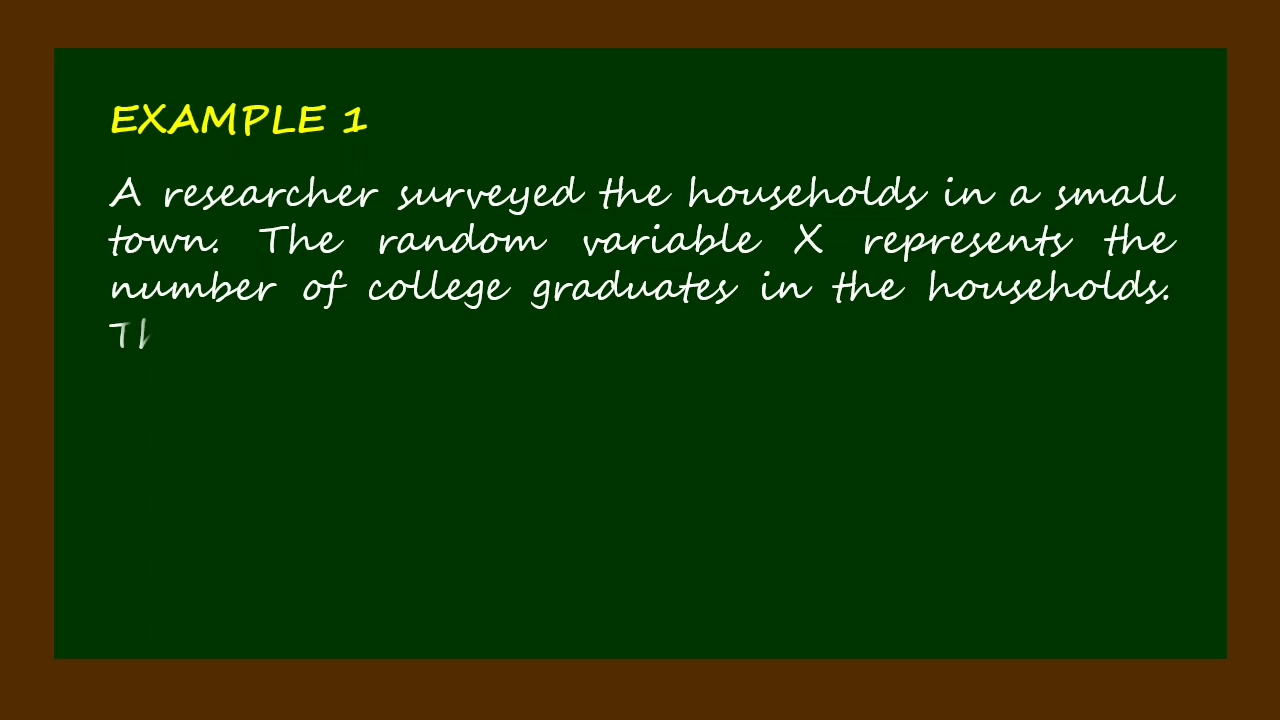 EXAMPLE 1
A researcher surveyed the households in a small
town. The random variable X represents the
number of college graduates in the households.